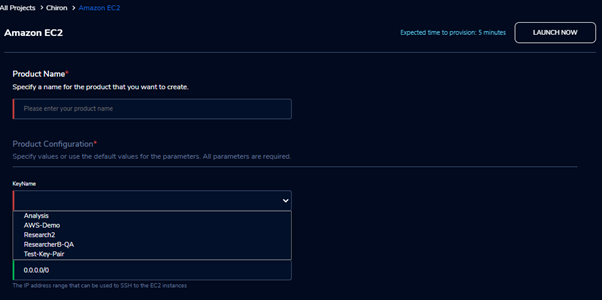 All Projects > Chiron > Amazon EC2
Amazon EC2
Expected time to provision: 5 minutes
LAUNCH NOW
Product Name*
Specify a name for the product that you want to create.
Please enter your product name
Product Configuration*
Specify values or use the default values for the parameters. All parameters are required.
KeyName
Analysis
AWS-Demo
Research2
ResearcherB-QA
Test-Key-Pair
0.0.0.0/0
The IP address range that can be used to SSH to the EC2 instances